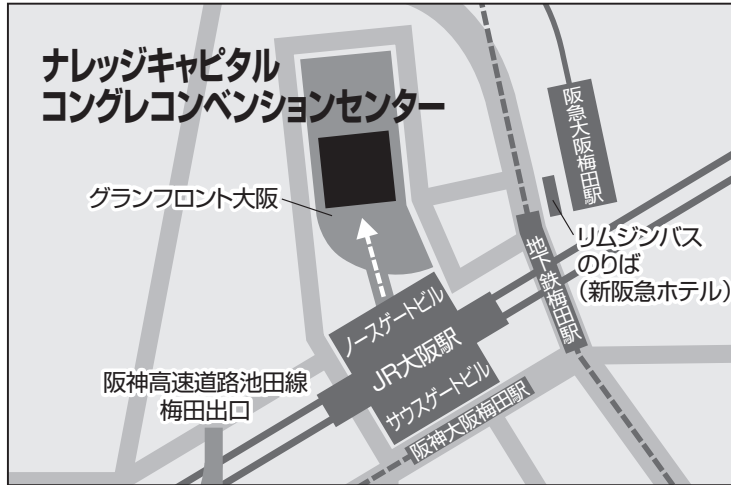 ナレッジキャピタル
コングレコンベンションセンター
グランフロント大阪
阪急大阪梅田駅
リムジンバス
のりば
（新阪急ホテル）
地下鉄梅田駅
ノースゲートビル
JR大阪駅
サウスゲートビル
阪神大阪梅田駅
阪神高速道路池田線
梅田出口